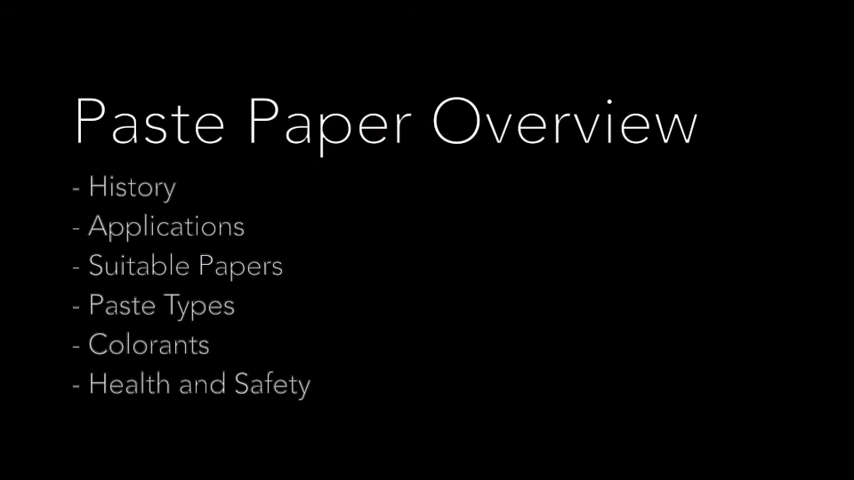 Paste Paper Overview
- History
- Applications
- Suitable Papers
- Paste Types
- Colorants
- Health and Safety